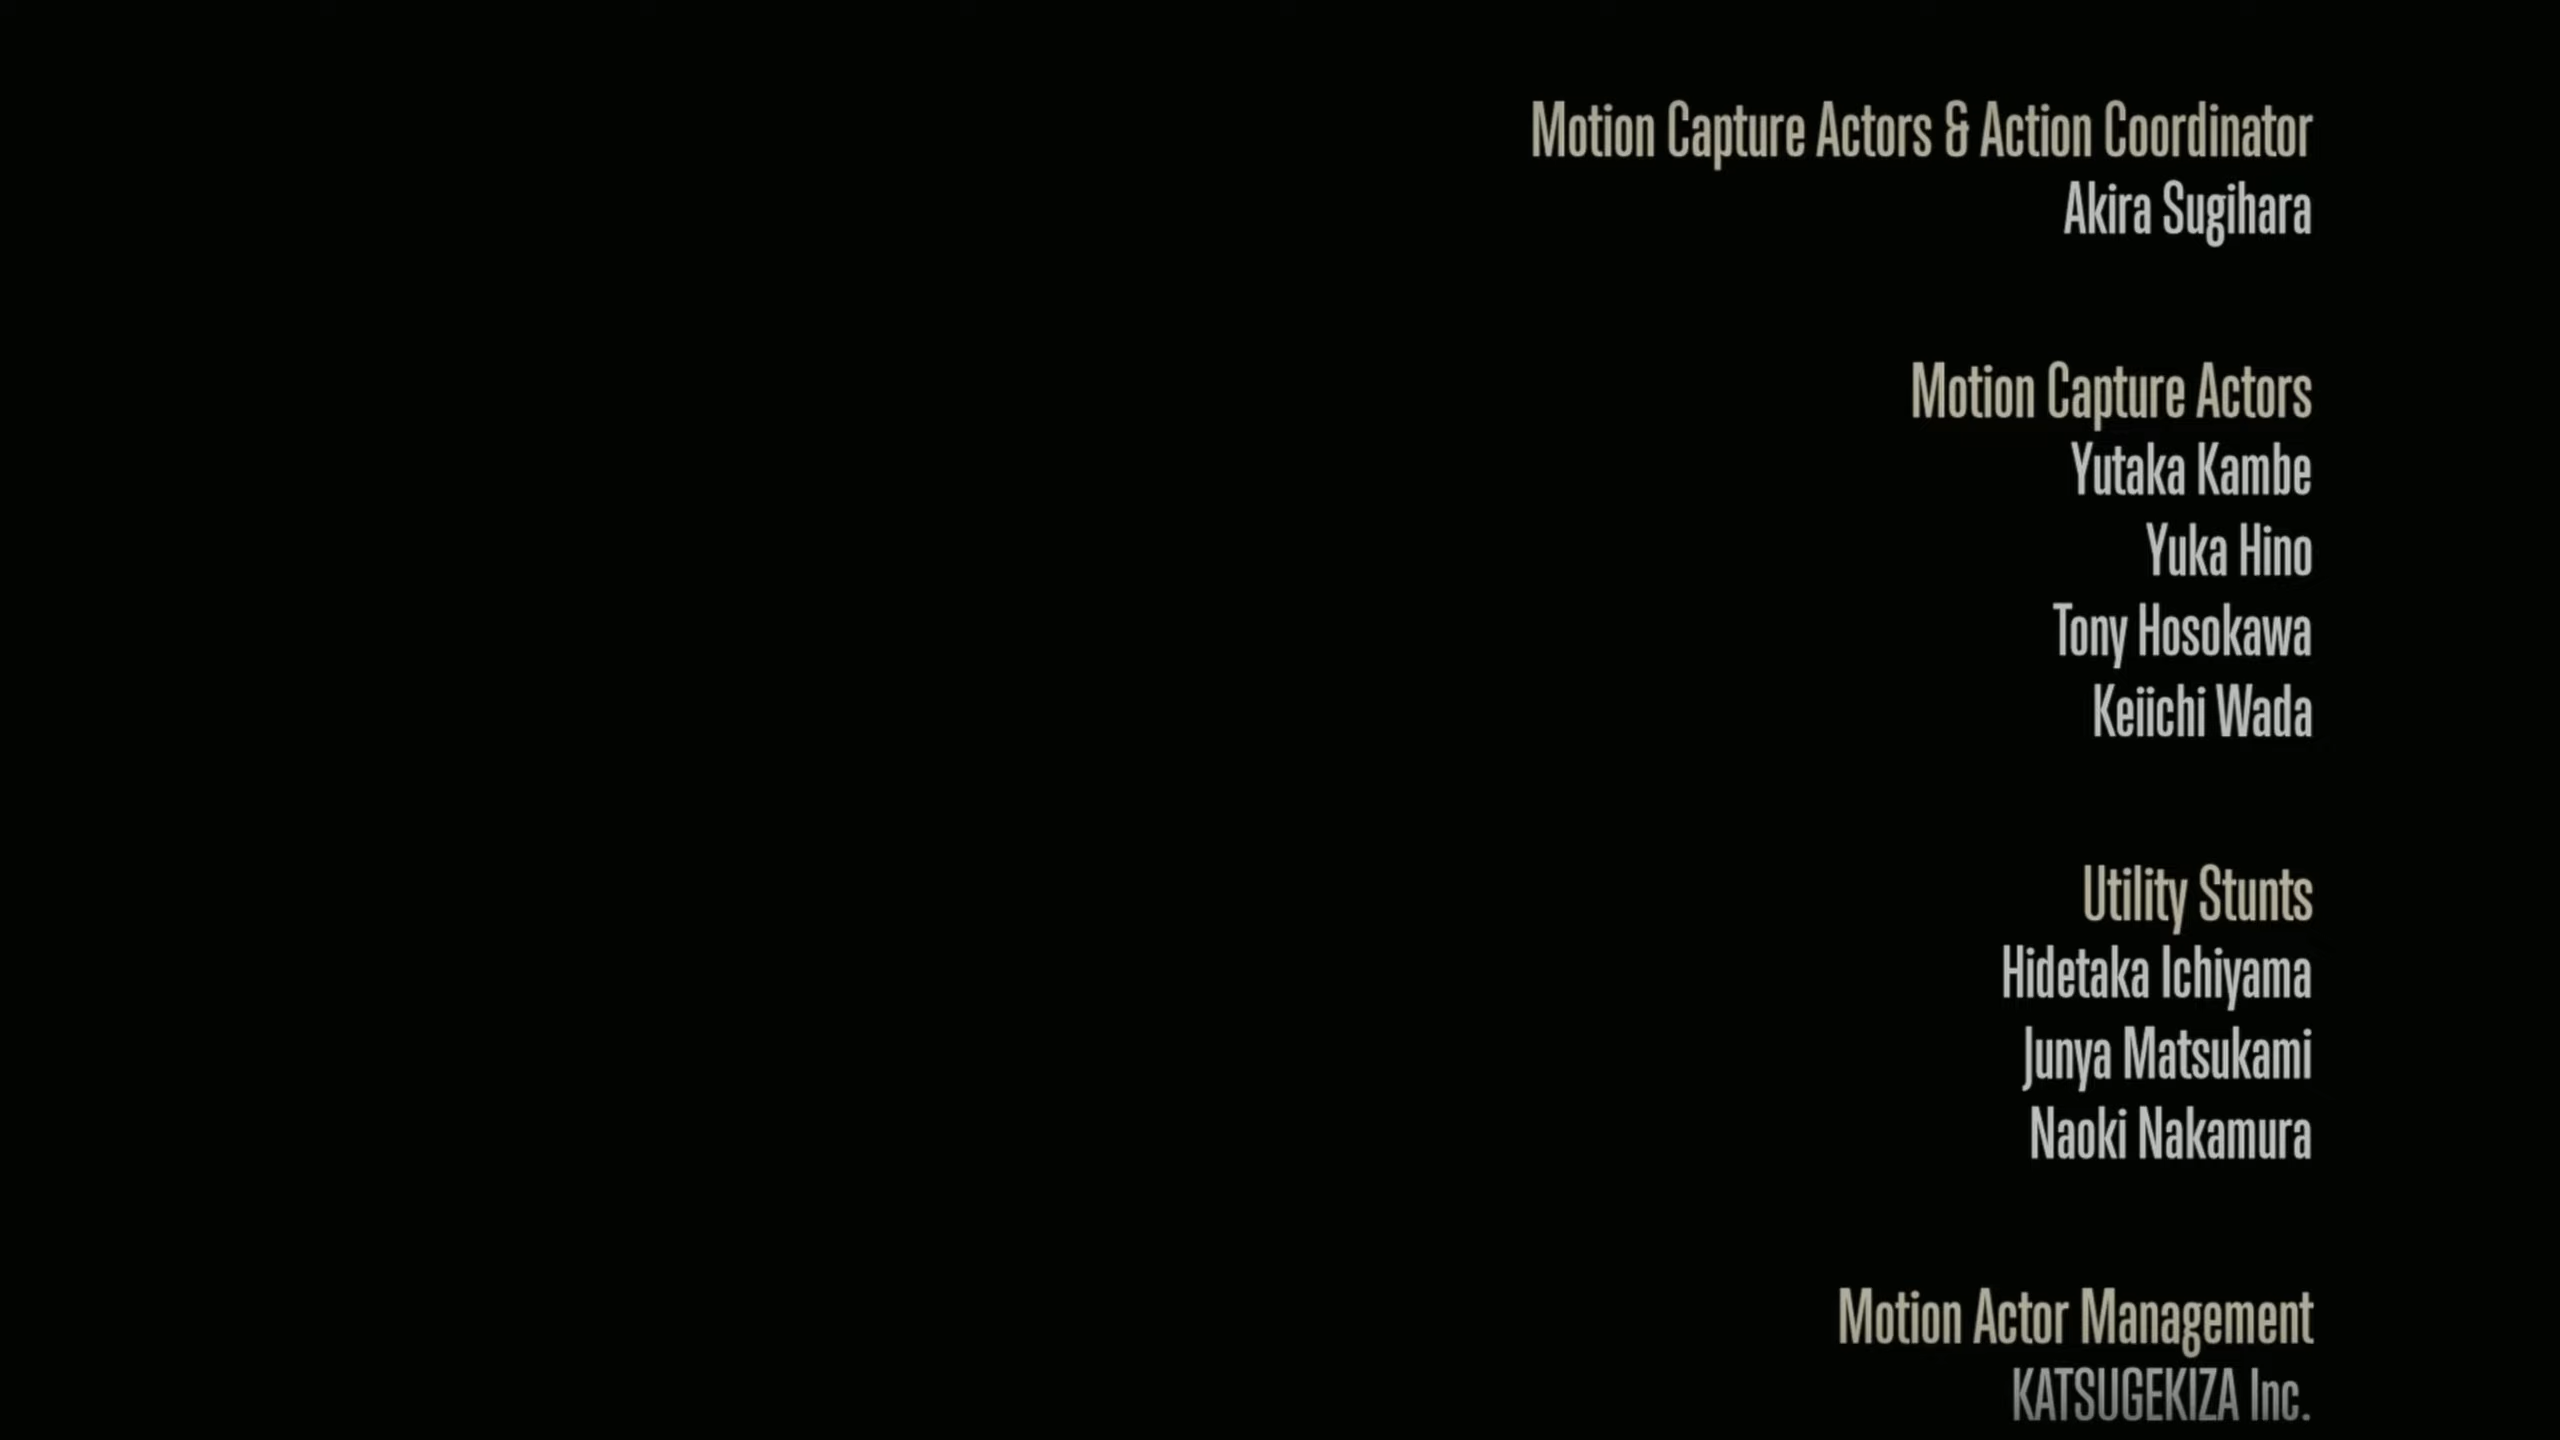 Motion Capture Actors & Action Coordinator
Akira Sugihara
Motion Capture Actors
Yutaka Kambe
Yuka Hino
Tony Hosokawa
Keiichi Wada
Utility Stunts
Hidetaka Ichiyama
Junya Matsukami
Naoki Nakamura
Motion Actor Management
KATSUGEKIZA Inc.